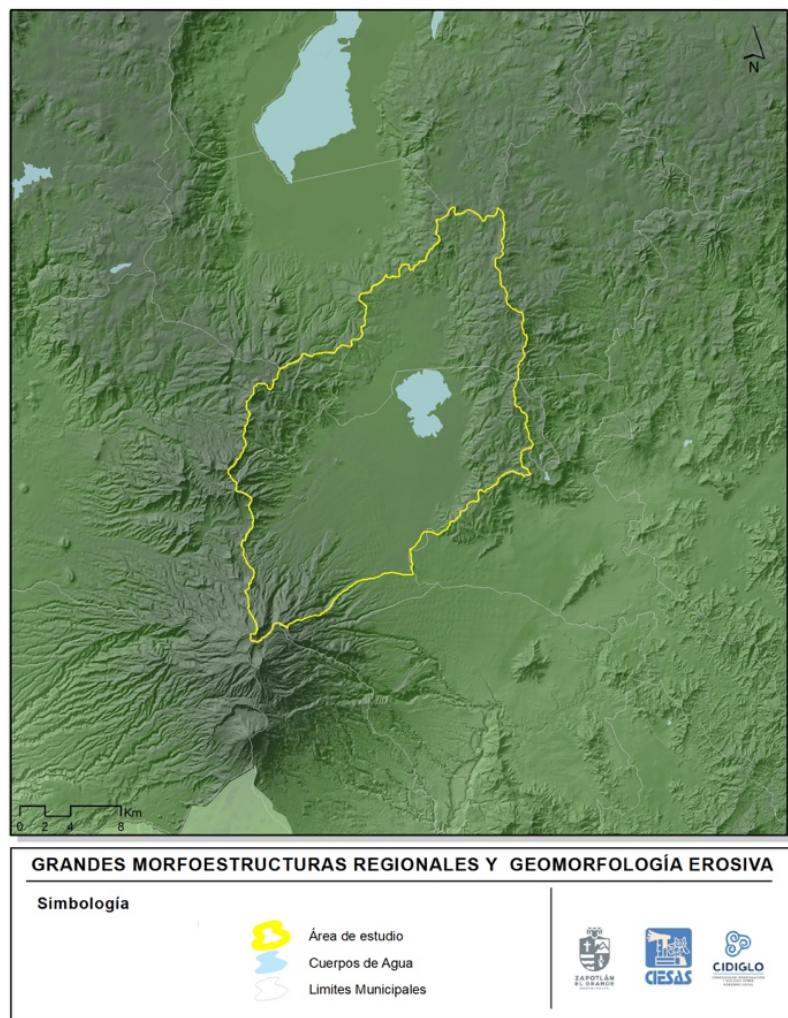 N
Km
0 2 4 8
GRANDES MORFOESTRUCTURAS REGIONALES Y GEOMORFOLOGÍA EROSIVA
Simbología
Área de estudio
Cuerpos de Agua
Limites Municipales
ZAPOTLÁN
EL GRANDE
CIESAS
CIDIGLO